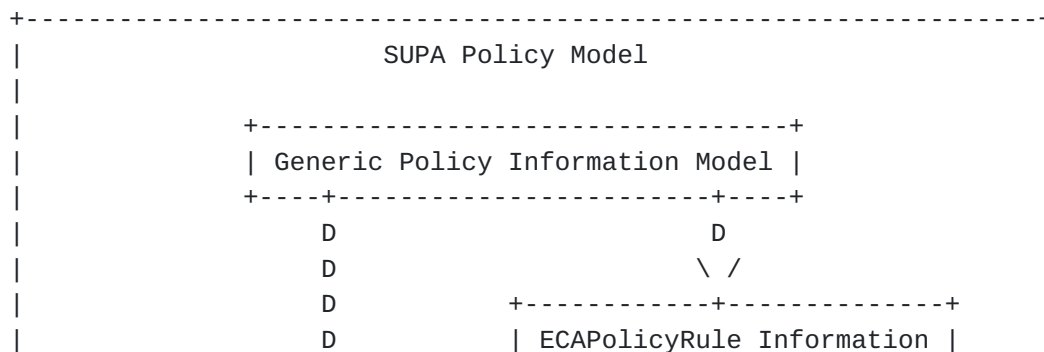 +----------------------------------------------------------------
| SUPA Policy Model
|
| +----------------------------------+
| | Generic Policy Information Model |
| +----+------------------------+----+
| D D
| D \ /
| D +------------+--------------+
| D | ECAPolicyRule Information |